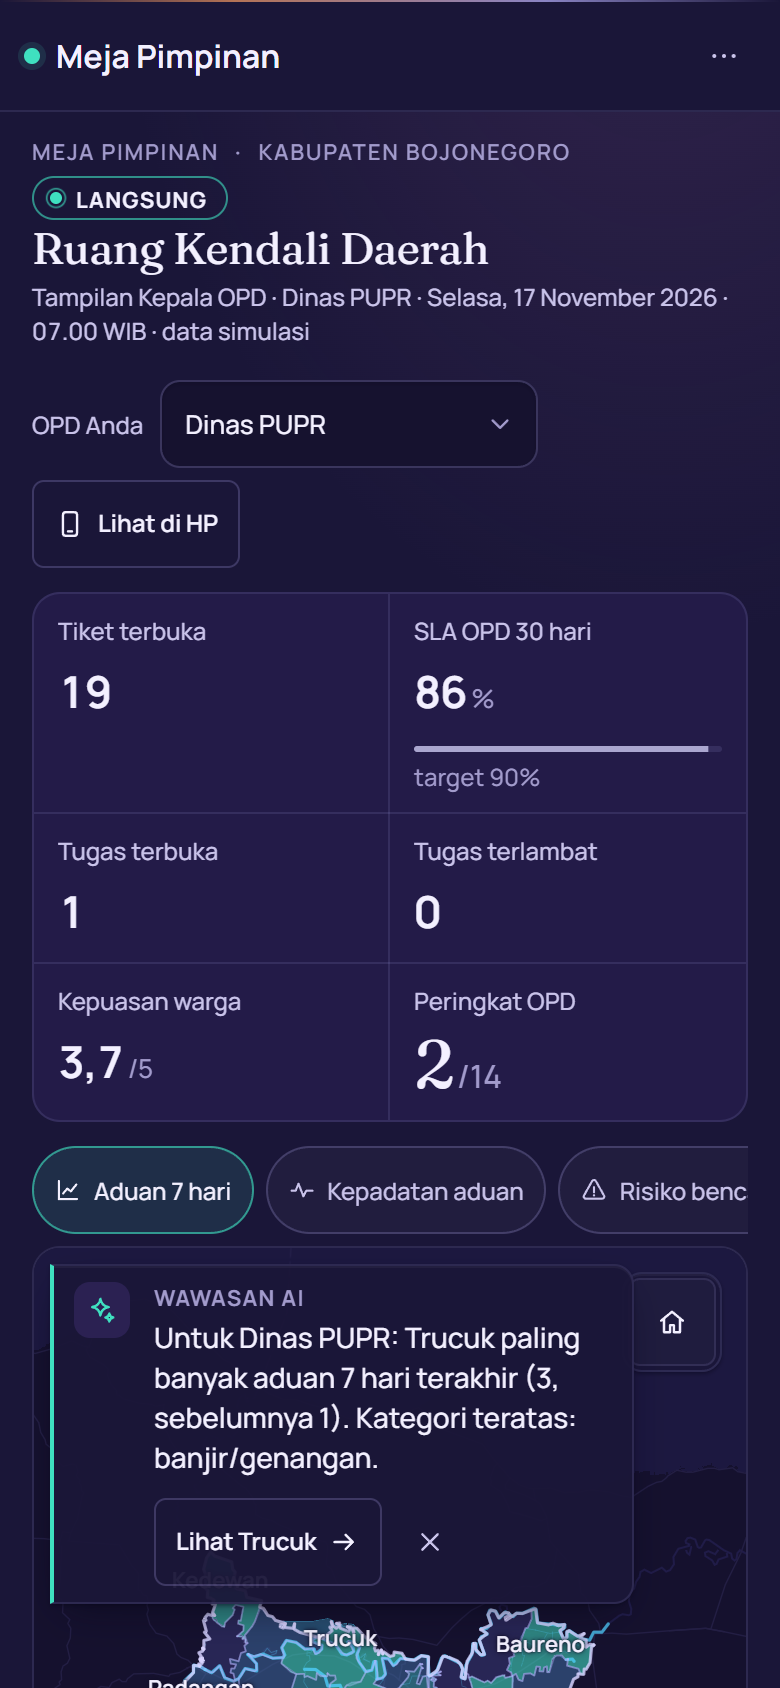 Meja Pimpinan
MEJA PIMPINAN · KABUPATEN BOJONEGORO
LANGSUNG
Ruang Kendali Daerah
Tampilan Kepala OPD · Dinas PUPR · Selasa, 17 November 2026 ·
07.00 WIB · data simulasi
OPD Anda
Dinas PUPR
Lihat di HP
Tiket terbuka
19
SLA OPD 30 hari
86 %
target 90%
Tugas terbuka
1
Tugas terlambat
0
Kepuasan warga
3,7 /5
Peringkat OPD
2/14
Aduan 7 hari
Kepadatan aduan
Risiko benc
WAWASAN AI
Untuk Dinas PUPR: Trucuk paling
banyak aduan 7 hari terakhir (3,
sebelumnya 1). Kategori teratas:
banjir/genangan.
Lihat Trucuk →
Kedewan
Trucuk
Baureno
Padangan